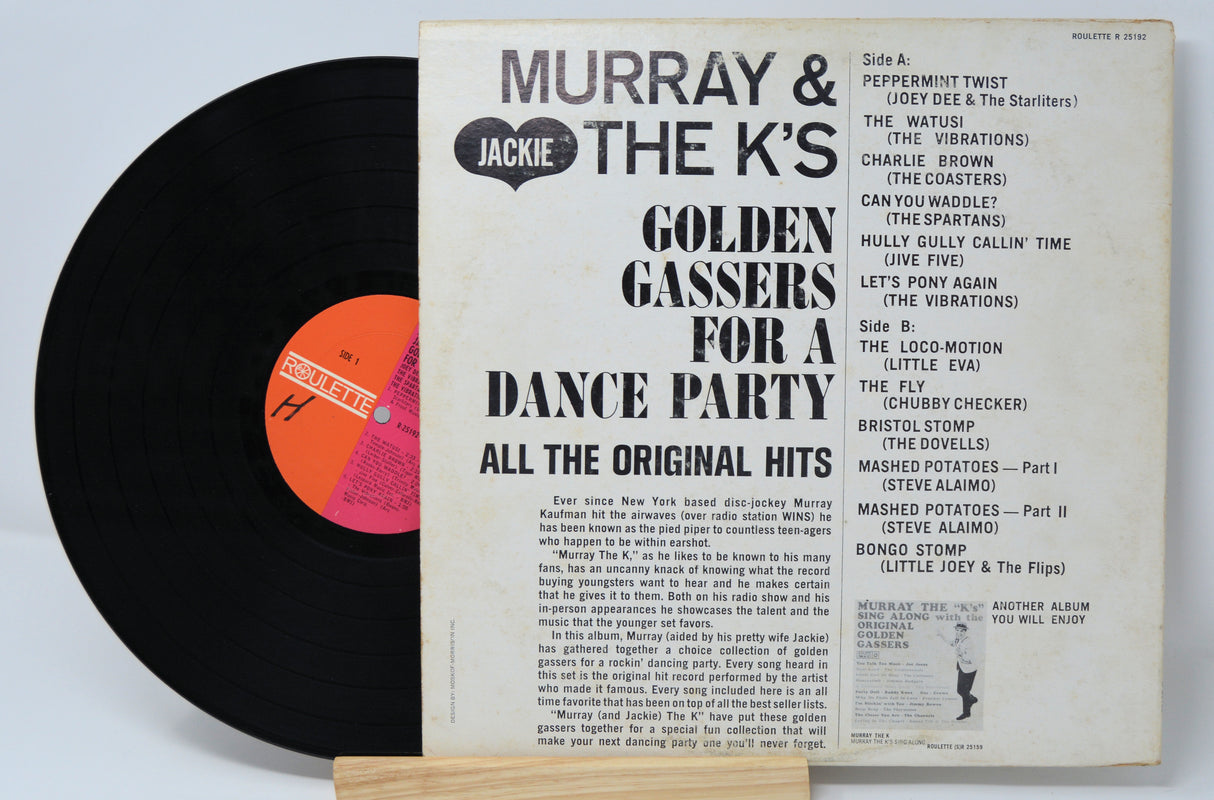 ROULETTE R 25192
MURRAY &
JACKIE THE K'S
GOLDEN
GASSERS
FOR A
DANCE PARTY
ALL THE ORIGINAL HITS
Ever since New York based disc-jockey Murray
Kaufman hit the airwaves (over radio station WINS) he
has been known as the pied piper to countless teen-agers
who happen to be within earshot.
"Murray The K," as he likes to be known to his many
fans, has an uncanny knack of knowing what the record
buying youngsters want to hear and he makes certain
that he gives it to them. Both on his radio show and his
in-person appearances he showcases the talent and the
music that the younger set favors.
In this album, Murray (aided by his pretty wife Jackie)
has gathered together a choice collection of golden
gassers for a rockin' dancing party. Every song heard in
this set is the original hit record performed by the artist
who made it famous. Every song included here is an all
time favorite that has been on top of all the best seller lists.
"Murray (and Jackie) The K" have put these golden
gassers together for a special fun collection that will
make your next dancing party one you'll never forget.
DESIGN BY: MOSKOF-MORRISON INC.
Side A:
PEPPERMINT TWIST
(JOEY DEE & The Starliters)
THE WATUSI
(THE VIBRATIONS)
CHARLIE BROWN
(THE COASTERS)
CAN YOU WADDLE?
(THE SPARTANS)
HULLY GULLY CALLIN' TIME
(JIVE FIVE)
LET'S PONY AGAIN
(THE VIBRATIONS)
Side B:
THE LOCO-MOTION
(LITTLE EVA)
THE FLY
(CHUBBY CHECKER)
BRISTOL STOMP
(THE DOVELLS)
MASHED POTATOES — Part I
(STEVE ALAIMO)
MASHED POTATOES — Part II
(STEVE ALAIMO)
BONGO STOMP
(LITTLE JOEY & The Flips)
MURRAY THE "K's"
SING ALONG with the
ORIGINAL
GOLDEN
GASSERS
ANOTHER ALBUM
YOU WILL ENJOY
MURRAY THE K
MURRAY THE K'S SING ALONG
ROULETTE (S)R 25159
SIDE 1
ROULETTE
H
R-25192